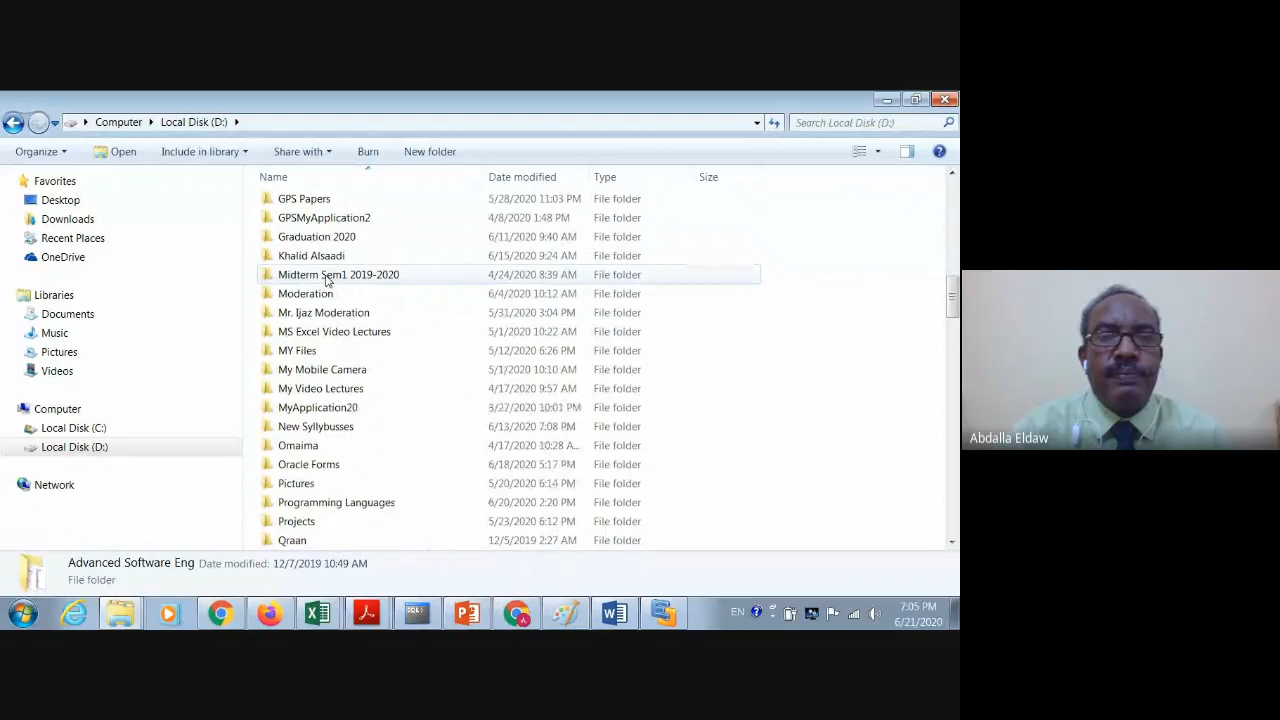 Computer Local Disk (D:)
Search Local Disk (D:)
Organize Open Include in library Share with Burn New folder
Name Date modified Type Size
Favorites
Desktop
Downloads
Recent Places
OneDrive
Libraries
Documents
Music
Pictures
Videos
Computer
Local Disk (C:)
Local Disk (D:)
Network
GPS Papers 5/28/2020 11:03 PM File folder
GPSMyApplication2 4/8/2020 1:48 PM File folder
Graduation 2020 6/11/2020 9:40 AM File folder
Khalid Alsaadi 6/15/2020 9:24 AM File folder
Midterm Sem1 2019-2020 4/24/2020 8:39 AM File folder
Moderation 6/4/2020 10:12 AM File folder
Mr. Ijaz Moderation 5/31/2020 3:04 PM File folder
MS Excel Video Lectures 5/1/2020 10:22 AM File folder
MY Files 5/12/2020 6:26 PM File folder
My Mobile Camera 5/1/2020 10:10 AM File folder
My Video Lectures 4/17/2020 9:57 AM File folder
MyApplication20 3/27/2020 10:01 PM File folder
New Syllybusses 6/13/2020 7:08 PM File folder
Omaima 4/17/2020 10:28 A... File folder
Oracle Forms 6/18/2020 5:17 PM File folder
Pictures 5/20/2020 6:14 PM File folder
Programming Languages 6/20/2020 2:20 PM File folder
Projects 5/23/2020 6:12 PM File folder
Qraan 12/5/2019 2:27 AM File folder
Advanced Software Eng Date modified: 12/7/2019 10:49 AM
File folder
EN
7:05 PM
6/21/2020
Abdalla Eldaw